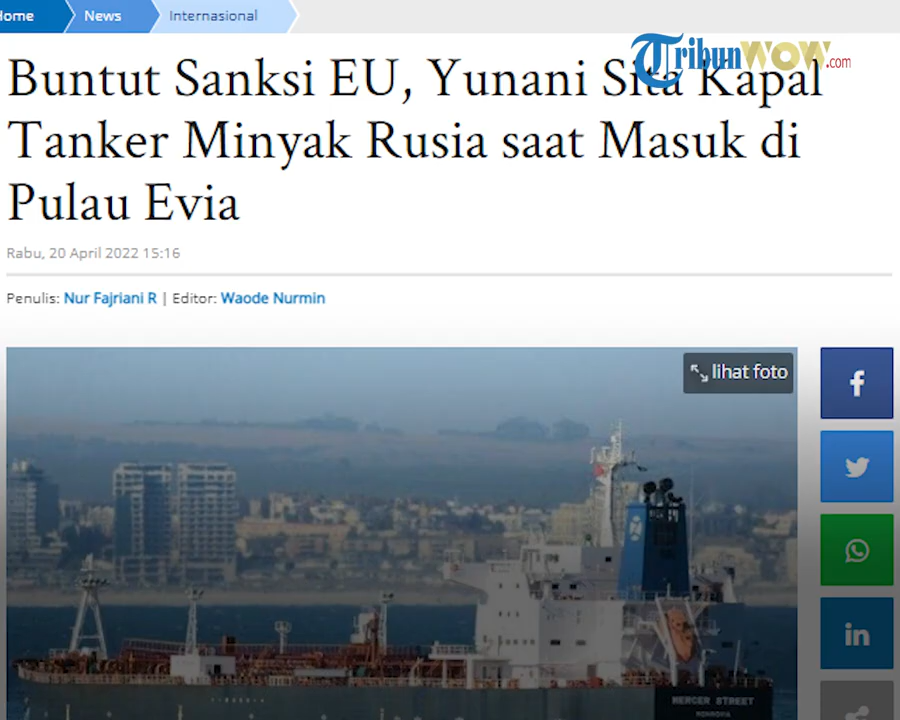 Home
News
Internasional
TribunWOW.com
Buntut Sanksi EU, Yunani Sita Kapal
Tanker Minyak Rusia saat Masuk di
Pulau Evia
Rabu, 20 April 2022 15:16
Penulis: Nur Fajriani R | Editor: Waode Nurmin
lihat foto
MERCER STREET
MONROVIA